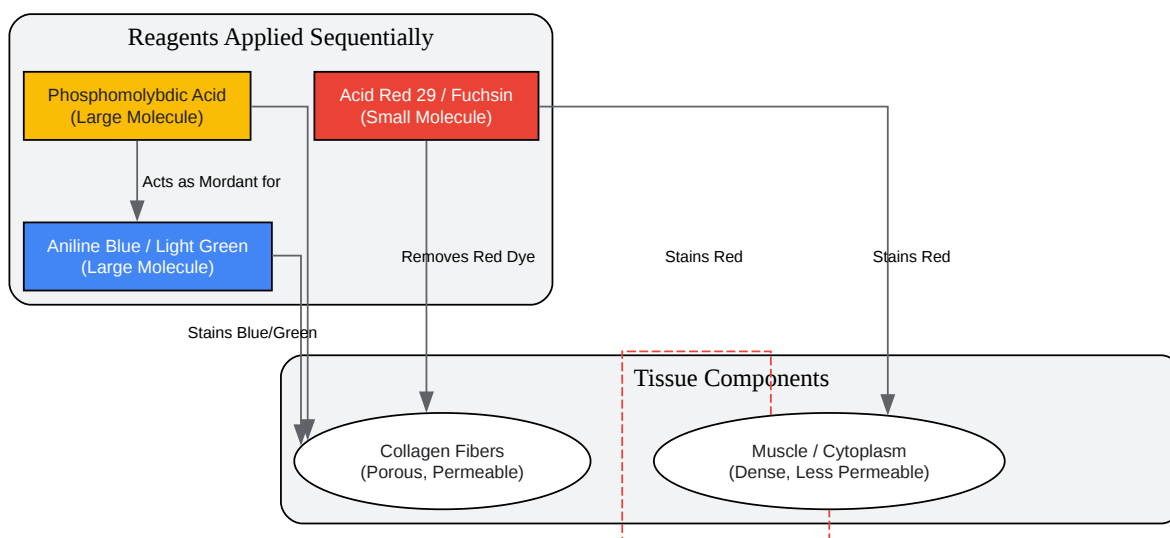 Reagents Applied Sequentially
Phosphomolybdic Acid
(Large Molecule)
Acid Red 29 / Fuchsin
(Small Molecule)
Acts as Mordant for
Aniline Blue / Light Green
(Large Molecule)
Removes Red Dye
Stains Red
Stains Red
Stains Blue/Green
Tissue Components
Collagen Fibers
(Porous, Permeable)
Muscle / Cytoplasm
(Dense, Less Permeable)